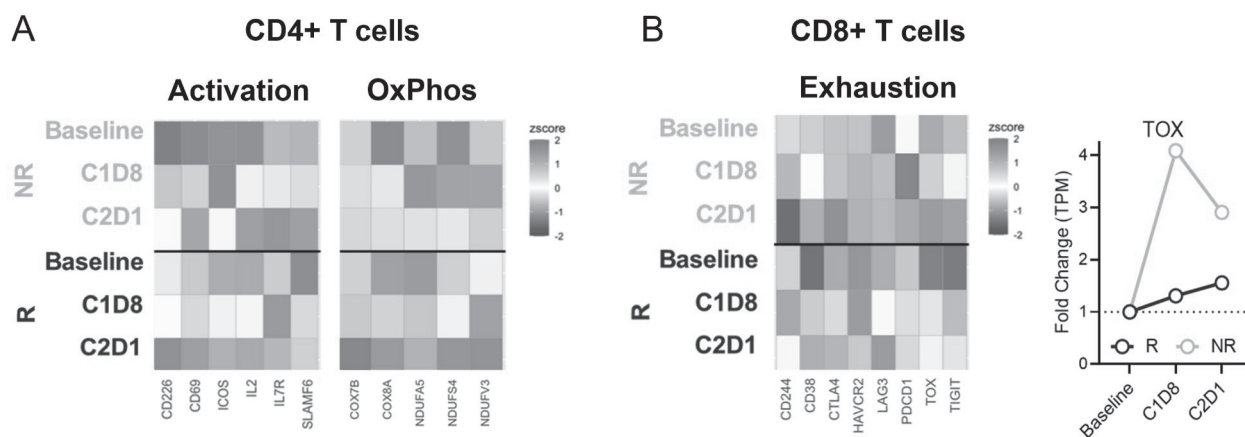 A
CD4+ T cells
Activation
OxPhos
NR
Baseline
C1D8
C2D1
R
Baseline
C1D8
C2D1
CD226
CD69
ICOS
IL2
IL7R
SLAMF6
COX7B
COX8A
NDUFA5
NDUFS4
NDUFV3
zscore
2
1
0
-1
-2
B
CD8+ T cells
Exhaustion
NR
Baseline
C1D8
C2D1
R
Baseline
C1D8
C2D1
CD244
CD38
CTLA4
HAVCR2
LAG3
PDCD1
TOX
TIGIT
zscore
2
1
0
-1
-2
TOX
Fold Change (TPM)
4
3
2
1
0
R
NR
Baseline
C1D8
C2D1